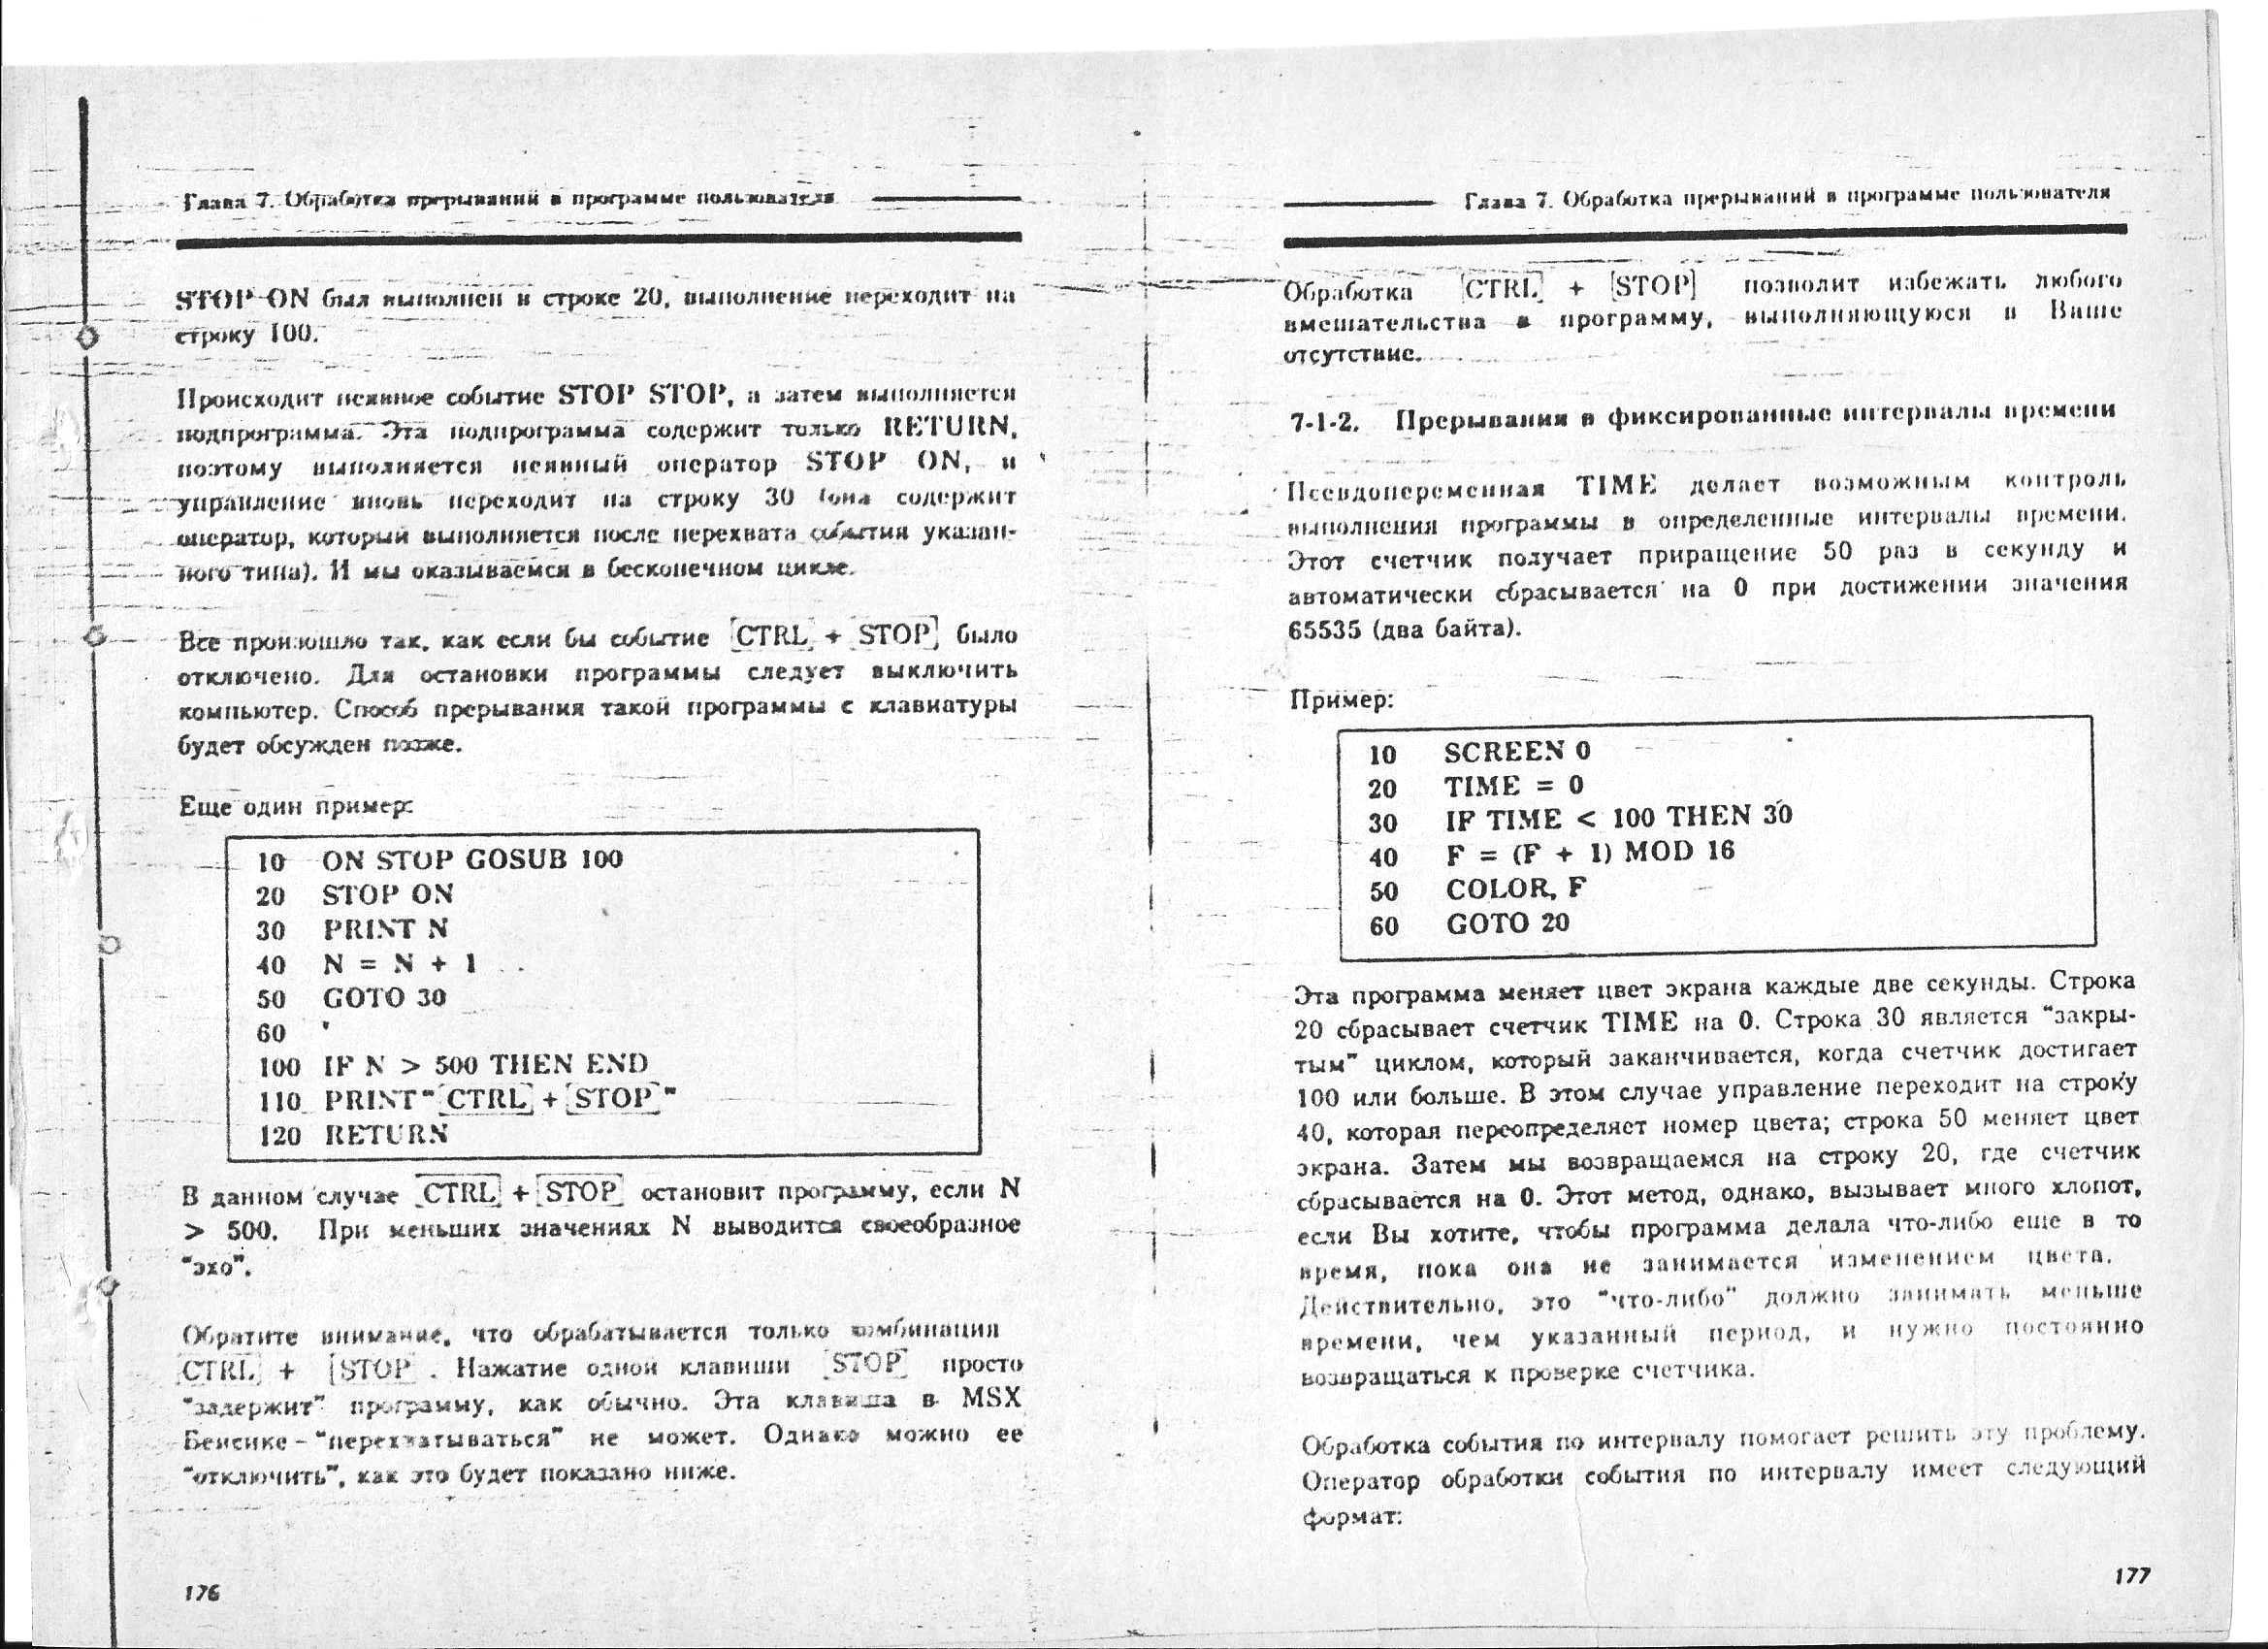 Глава 7. Обработка прерываний в программе пользователя
STOP ON был выполнен в строке 20, выполнение переходит на
строку 100.
Происходит неявное событие STOP STOP, а затем выполняется
подпрограмма. Эта подпрограмма содержит только RETURN,
поэтому выполняется неявный оператор STOP ON, и
управление вновь переходит на строку 30 (она содержит
оператор, который выполняется после перехвата события указан-
ного типа). И мы оказываемся в бесконечном цикле.
Все произошло так, как если бы событие CTRL + STOP было
отключено. Для остановки программы следует выключить
компьютер. Способ прерывания такой программы с клавиатуры
будет обсужден позже.
Еще один пример:
10 ON STOP GOSUB 100
20 STOP ON
30 PRINT N
40 N = N + 1
50 GOTO 30
60 '
100 IF N > 500 THEN END
110 PRINT"CTRL + STOP"
120 RETURN
В данном случае CTRL + STOP остановит программу, если N
> 500. При меньших значениях N выводится своеобразное
"эхо".
Обратите внимание, что обрабатывается только комбинация
CTRL + STOP . Нажатие одной клавиши STOP просто
"задержит" программу, как обычно. Эта клавиша в MSX
Бейсике - "перехватываться" не может. Однако можно ее
"отключить", как это будет показано ниже.
176
Глава 7. Обработка прерываний в программе пользователя
Обработка CTRL + STOP позволит избежать любого
вмешательства в программу, выполняющуюся в Ваше
отсутствие.
7-1-2. Прерывания в фиксированные интервалы времени
Псевдопеременная TIME делает возможным контроль
выполнения программы в определенные интервалы времени.
Этот счетчик получает приращение 50 раз в секунду и
автоматически сбрасывается на 0 при достижении значения
65535 (два байта).
Пример:
10 SCREEN 0
20 TIME = 0
30 IF TIME < 100 THEN 30
40 F = (F + 1) MOD 16
50 COLOR, F
60 GOTO 20
Эта программа меняет цвет экрана каждые две секунды. Строка
20 сбрасывает счетчик TIME на 0. Строка 30 является "закры-
тым" циклом, который заканчивается, когда счетчик достигает
100 или больше. В этом случае управление переходит на строку
40, которая переопределяет номер цвета; строка 50 меняет цвет
экрана. Затем мы возвращаемся на строку 20, где счетчик
сбрасывается на 0. Этот метод, однако, вызывает много хлопот,
если Вы хотите, чтобы программа делала что-либо еще в то
время, пока она не занимается изменением цвета.
Действительно, это "что-либо" должно занимать меньше
времени, чем указанный период, и нужно постоянно
возвращаться к проверке счетчика.
Обработка события по интервалу помогает решить эту проблему.
Оператор обработки события по интервалу имеет следующий
формат:
177